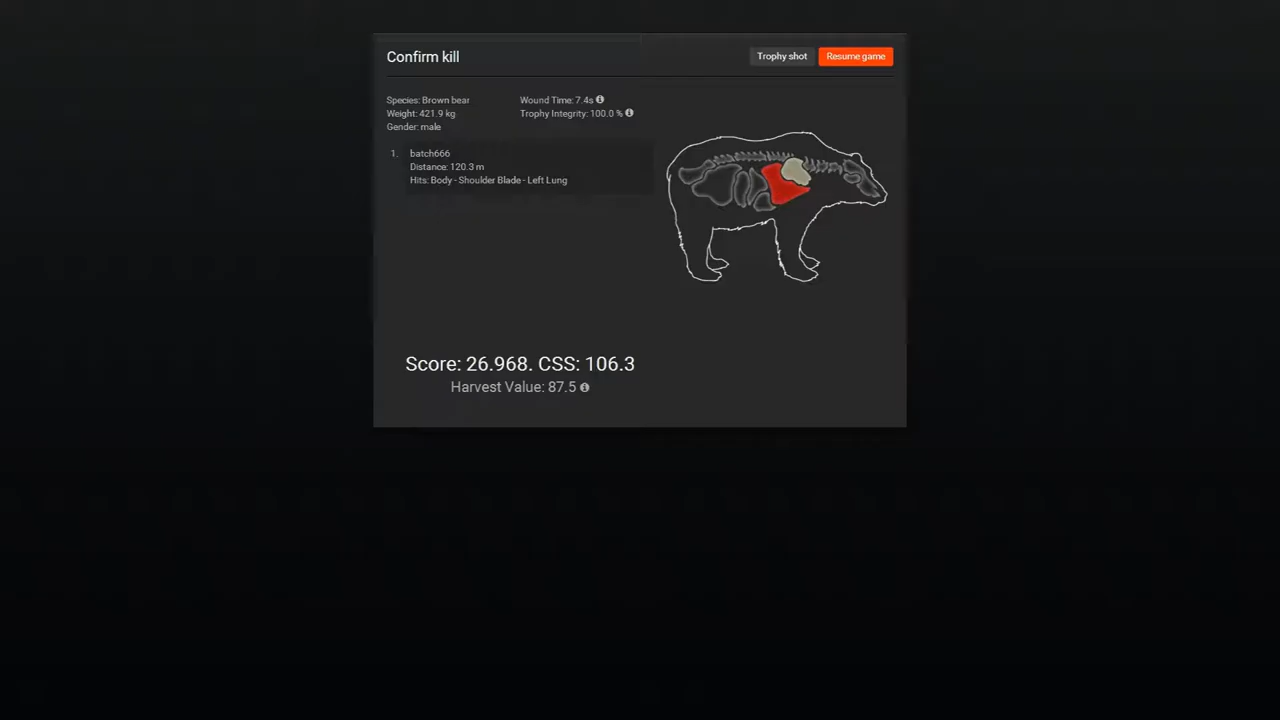 Confirm kill
Trophy shot
Resume game
Species: Brown bear
Weight: 421.9 kg
Gender: male
Wound Time: 7.4s
Trophy Integrity: 100.0 %
1. batch666
Distance: 120.3 m
Hits: Body - Shoulder Blade - Left Lung
Score: 26.968. CSS: 106.3
Harvest Value: 87.5